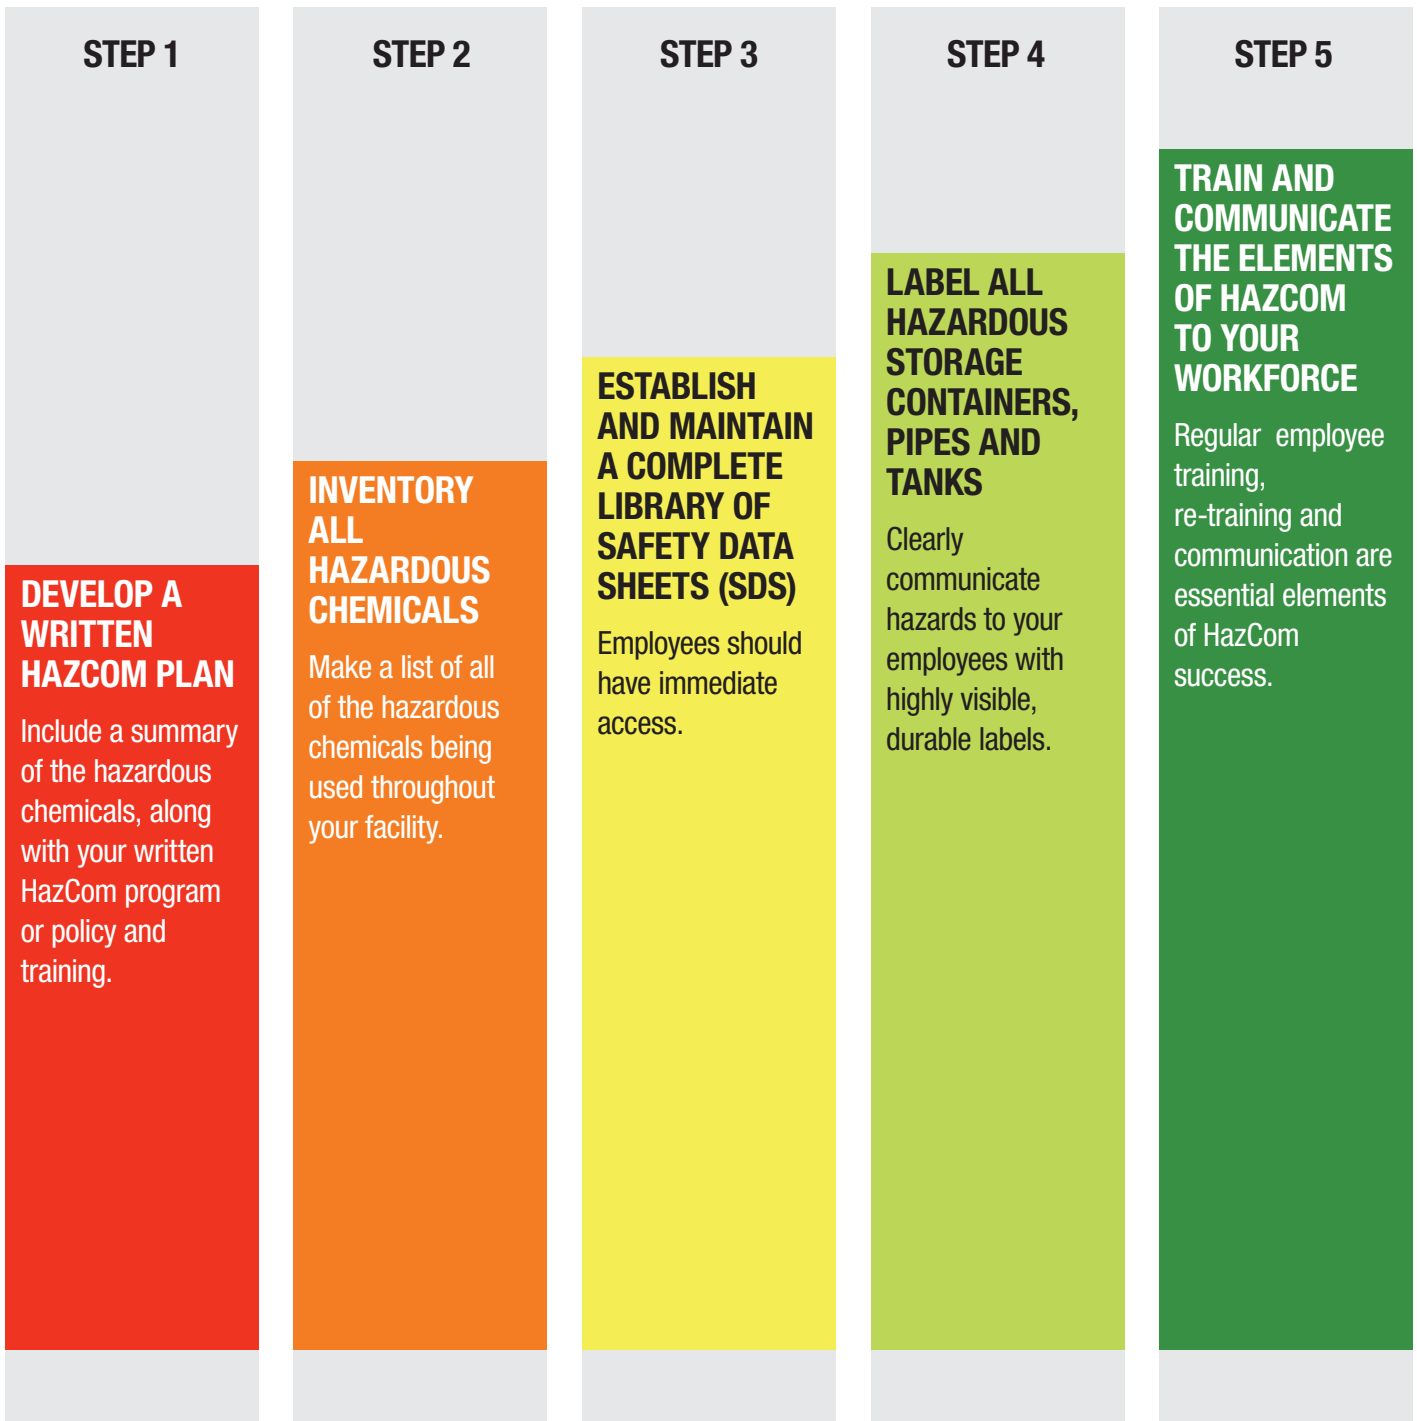 STEP 1
DEVELOP A
WRITTEN
HAZCOM PLAN
Include a summary
of the hazardous
chemicals, along
with your written
HazCom program
or policy and
training.
STEP 2
INVENTORY
ALL
HAZARDOUS
CHEMICALS
Make a list of all
of the hazardous
chemicals being
used throughout
your facility.
STEP 3
ESTABLISH
AND MAINTAIN
A COMPLETE
LIBRARY OF
SAFETY DATA
SHEETS (SDS)
Employees should
have immediate
access.
STEP 4
LABEL ALL
HAZARDOUS
STORAGE
CONTAINERS,
PIPES AND
TANKS
Clearly
communicate
hazards to your
employees with
highly visible,
durable labels.
STEP 5
TRAIN AND
COMMUNICATE
THE ELEMENTS
OF HAZCOM
TO YOUR
WORKFORCE
Regular employee
training,
re-training and
communication are
essential elements
of HazCom
success.